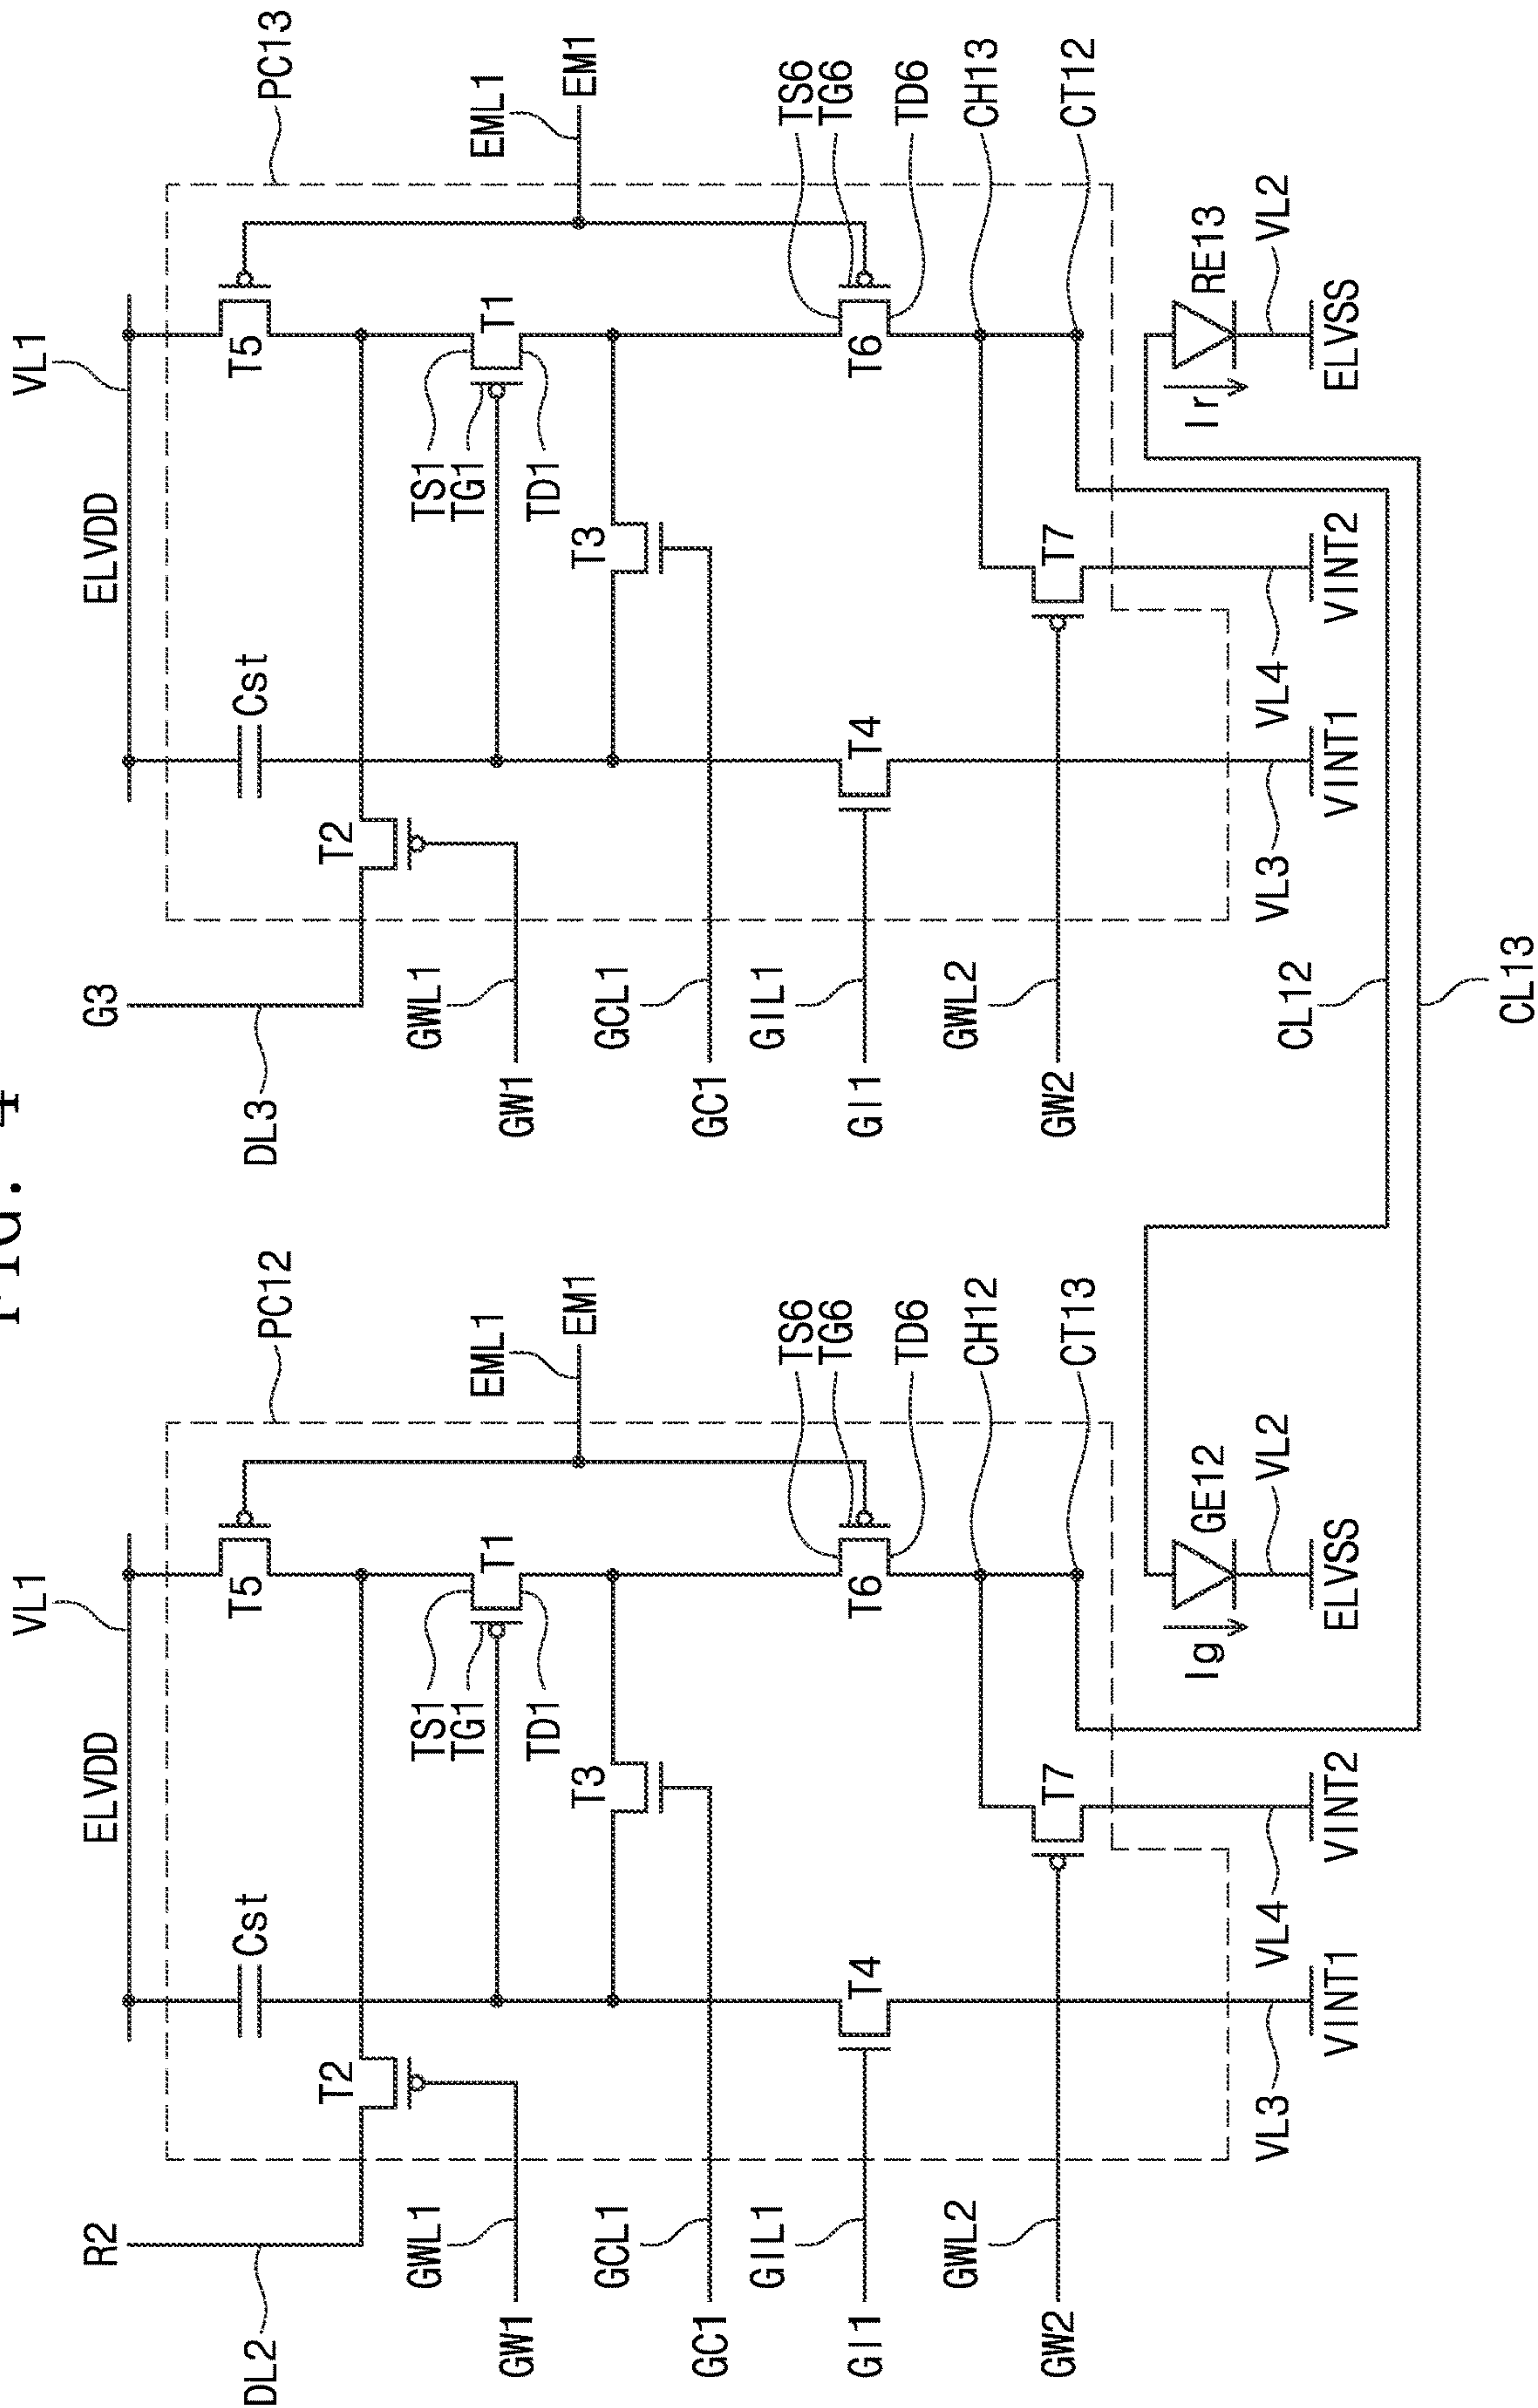 FIG. 4
VL1
ELVDD
PC12
R2
Cst
T5
T2
DL2
T1
TS1
TG1
TD1
EML1
EM1
GWL1
GW1
T3
GCL1
GC1
T4
T6
TS6
TG6
TD6
GIL1
GI1
CH12
GWL2
GW2
T7
CT13
Ig
GE12
VL3
VL4
VL2
VINT1
VINT2
ELVSS
VL1
ELVDD
PC13
G3
Cst
T5
T2
DL3
T1
TS1
TG1
TD1
EML1
EM1
GWL1
GW1
T3
GCL1
GC1
T4
T6
TS6
TG6
TD6
GIL1
GI1
CH13
GWL2
GW2
T7
CT12
Ir
RE13
VL3
VL4
VL2
VINT1
VINT2
ELVSS
CL12
CL13